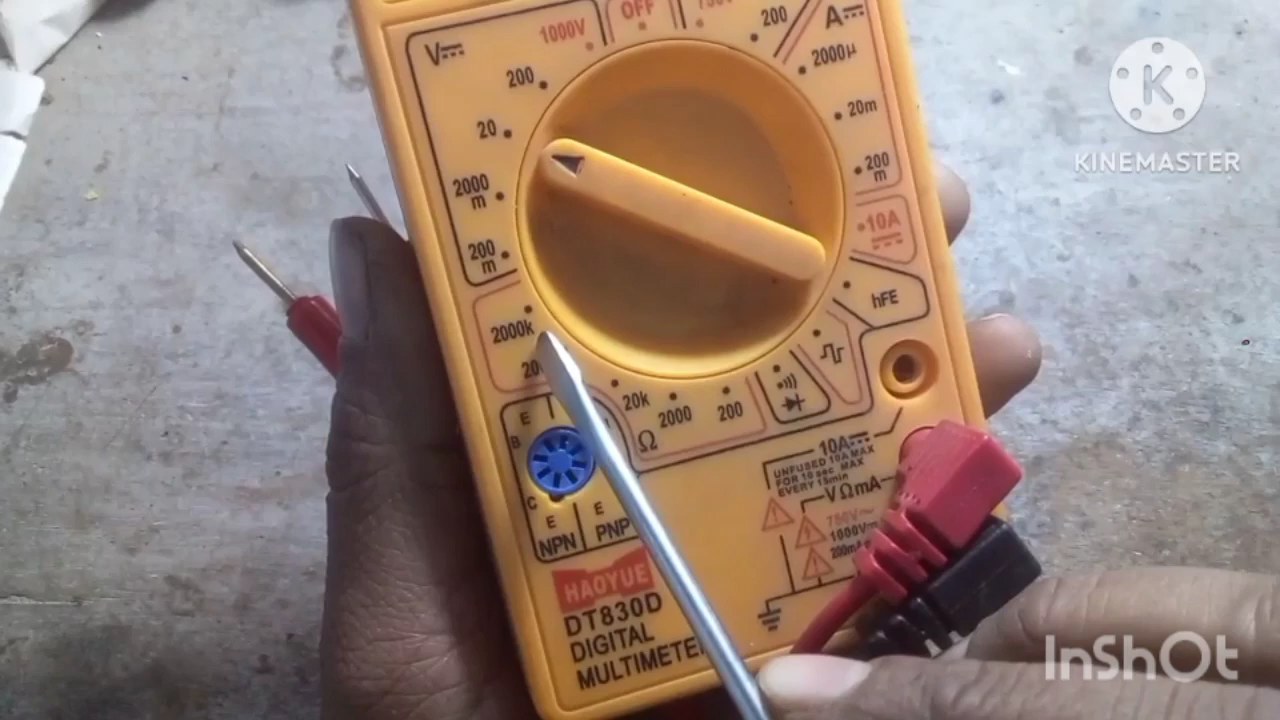 V⎓
1000V
OFF
750V
200
A⎓
2000µ
20m
200
m
10A
hFE
200
20
2000
m
200
m
2000k
20k
2000
200
Ω
E
B
C
E
E
NPN
PNP
HAOYUE
DT830D
DIGITAL
MULTIMETER
10A⎓
UNFUSED 10A MAX
FOR 10 sec MAX
EVERY 15min
VΩmA
750V~
1000V
KINEMASTER
InShOt